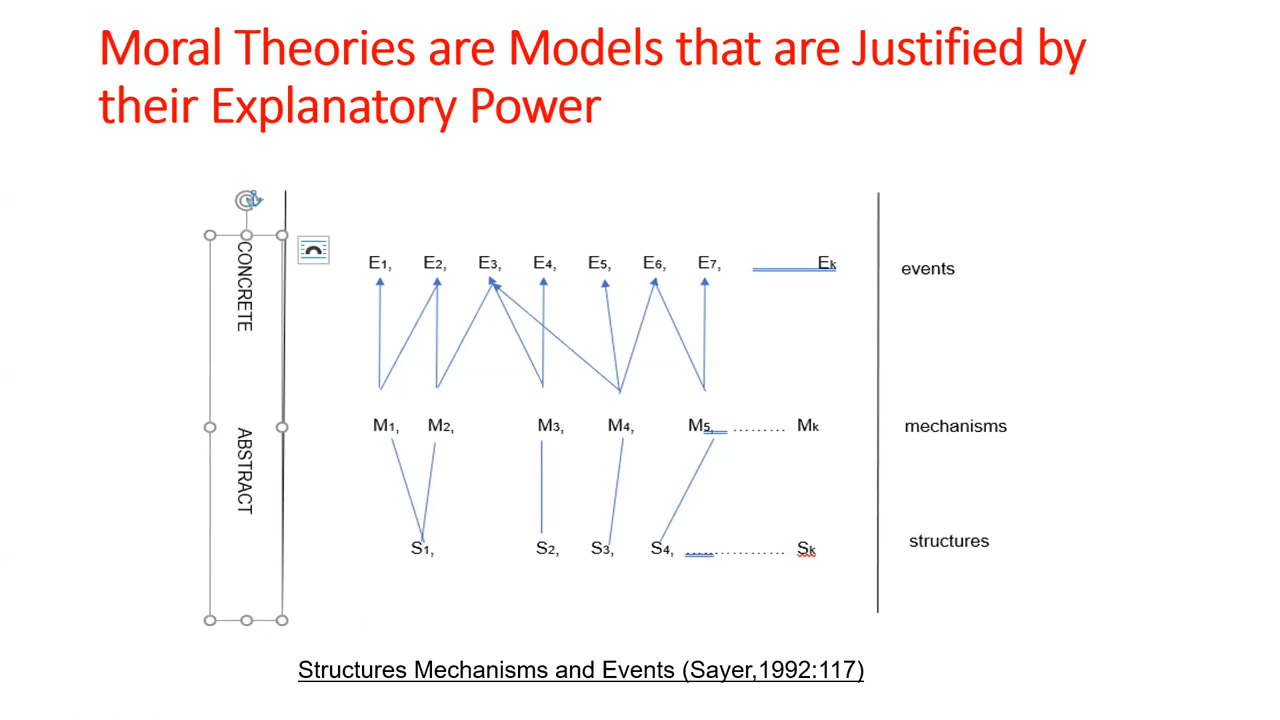 Moral Theories are Models that are Justified by
their Explanatory Power
CONCRETE
ABSTRACT
E1, E2, E3, E4, E5, E6, E7, Ek
events
M1, M2, M3, M4, M5, ......... Mk
mechanisms
S1, S2, S3, S4, ................. Sk
structures
Structures Mechanisms and Events (Sayer,1992:117)